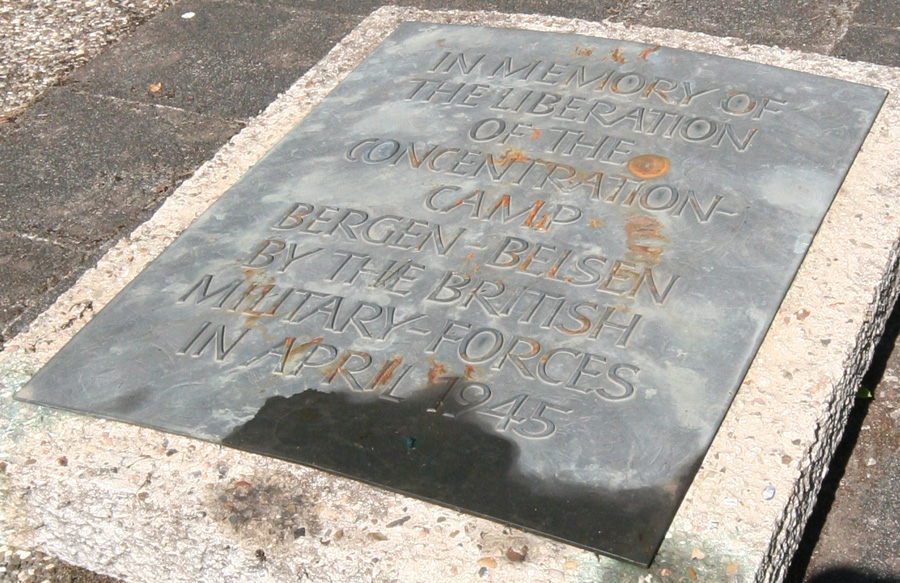 IN MEMORY OF
THE LIBERATION
OF THE
CONCENTRATION-
CAMP
BERGEN-BELSEN
BY THE BRITISH
MILITARY-FORCES
IN APRIL 1945